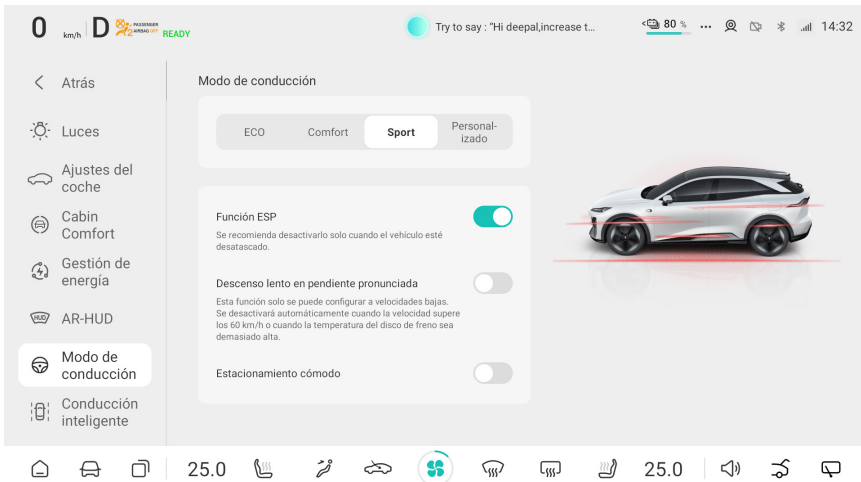 0 km/h D PASSENGER
AIRBAG OFF READY
Try to say : "Hi deepal,increase t...
80 %
14:32
Atrás
Luces
Ajustes del
coche
Cabin
Comfort
Gestión de
energía
HUD
AR-HUD
Modo de
conducción
Conducción
inteligente
Modo de conducción
ECO
Comfort
Sport
Personal-
izado
Función ESP
Se recomienda desactivarlo solo cuando el vehículo esté
desatascado.
Descenso lento en pendiente pronunciada
Esta función solo se puede configurar a velocidades bajas.
Se desactivará automáticamente cuando la velocidad supere
los 60 km/h o cuando la temperatura del disco de freno sea
demasiado alta.
Estacionamiento cómodo
25.0
25.0